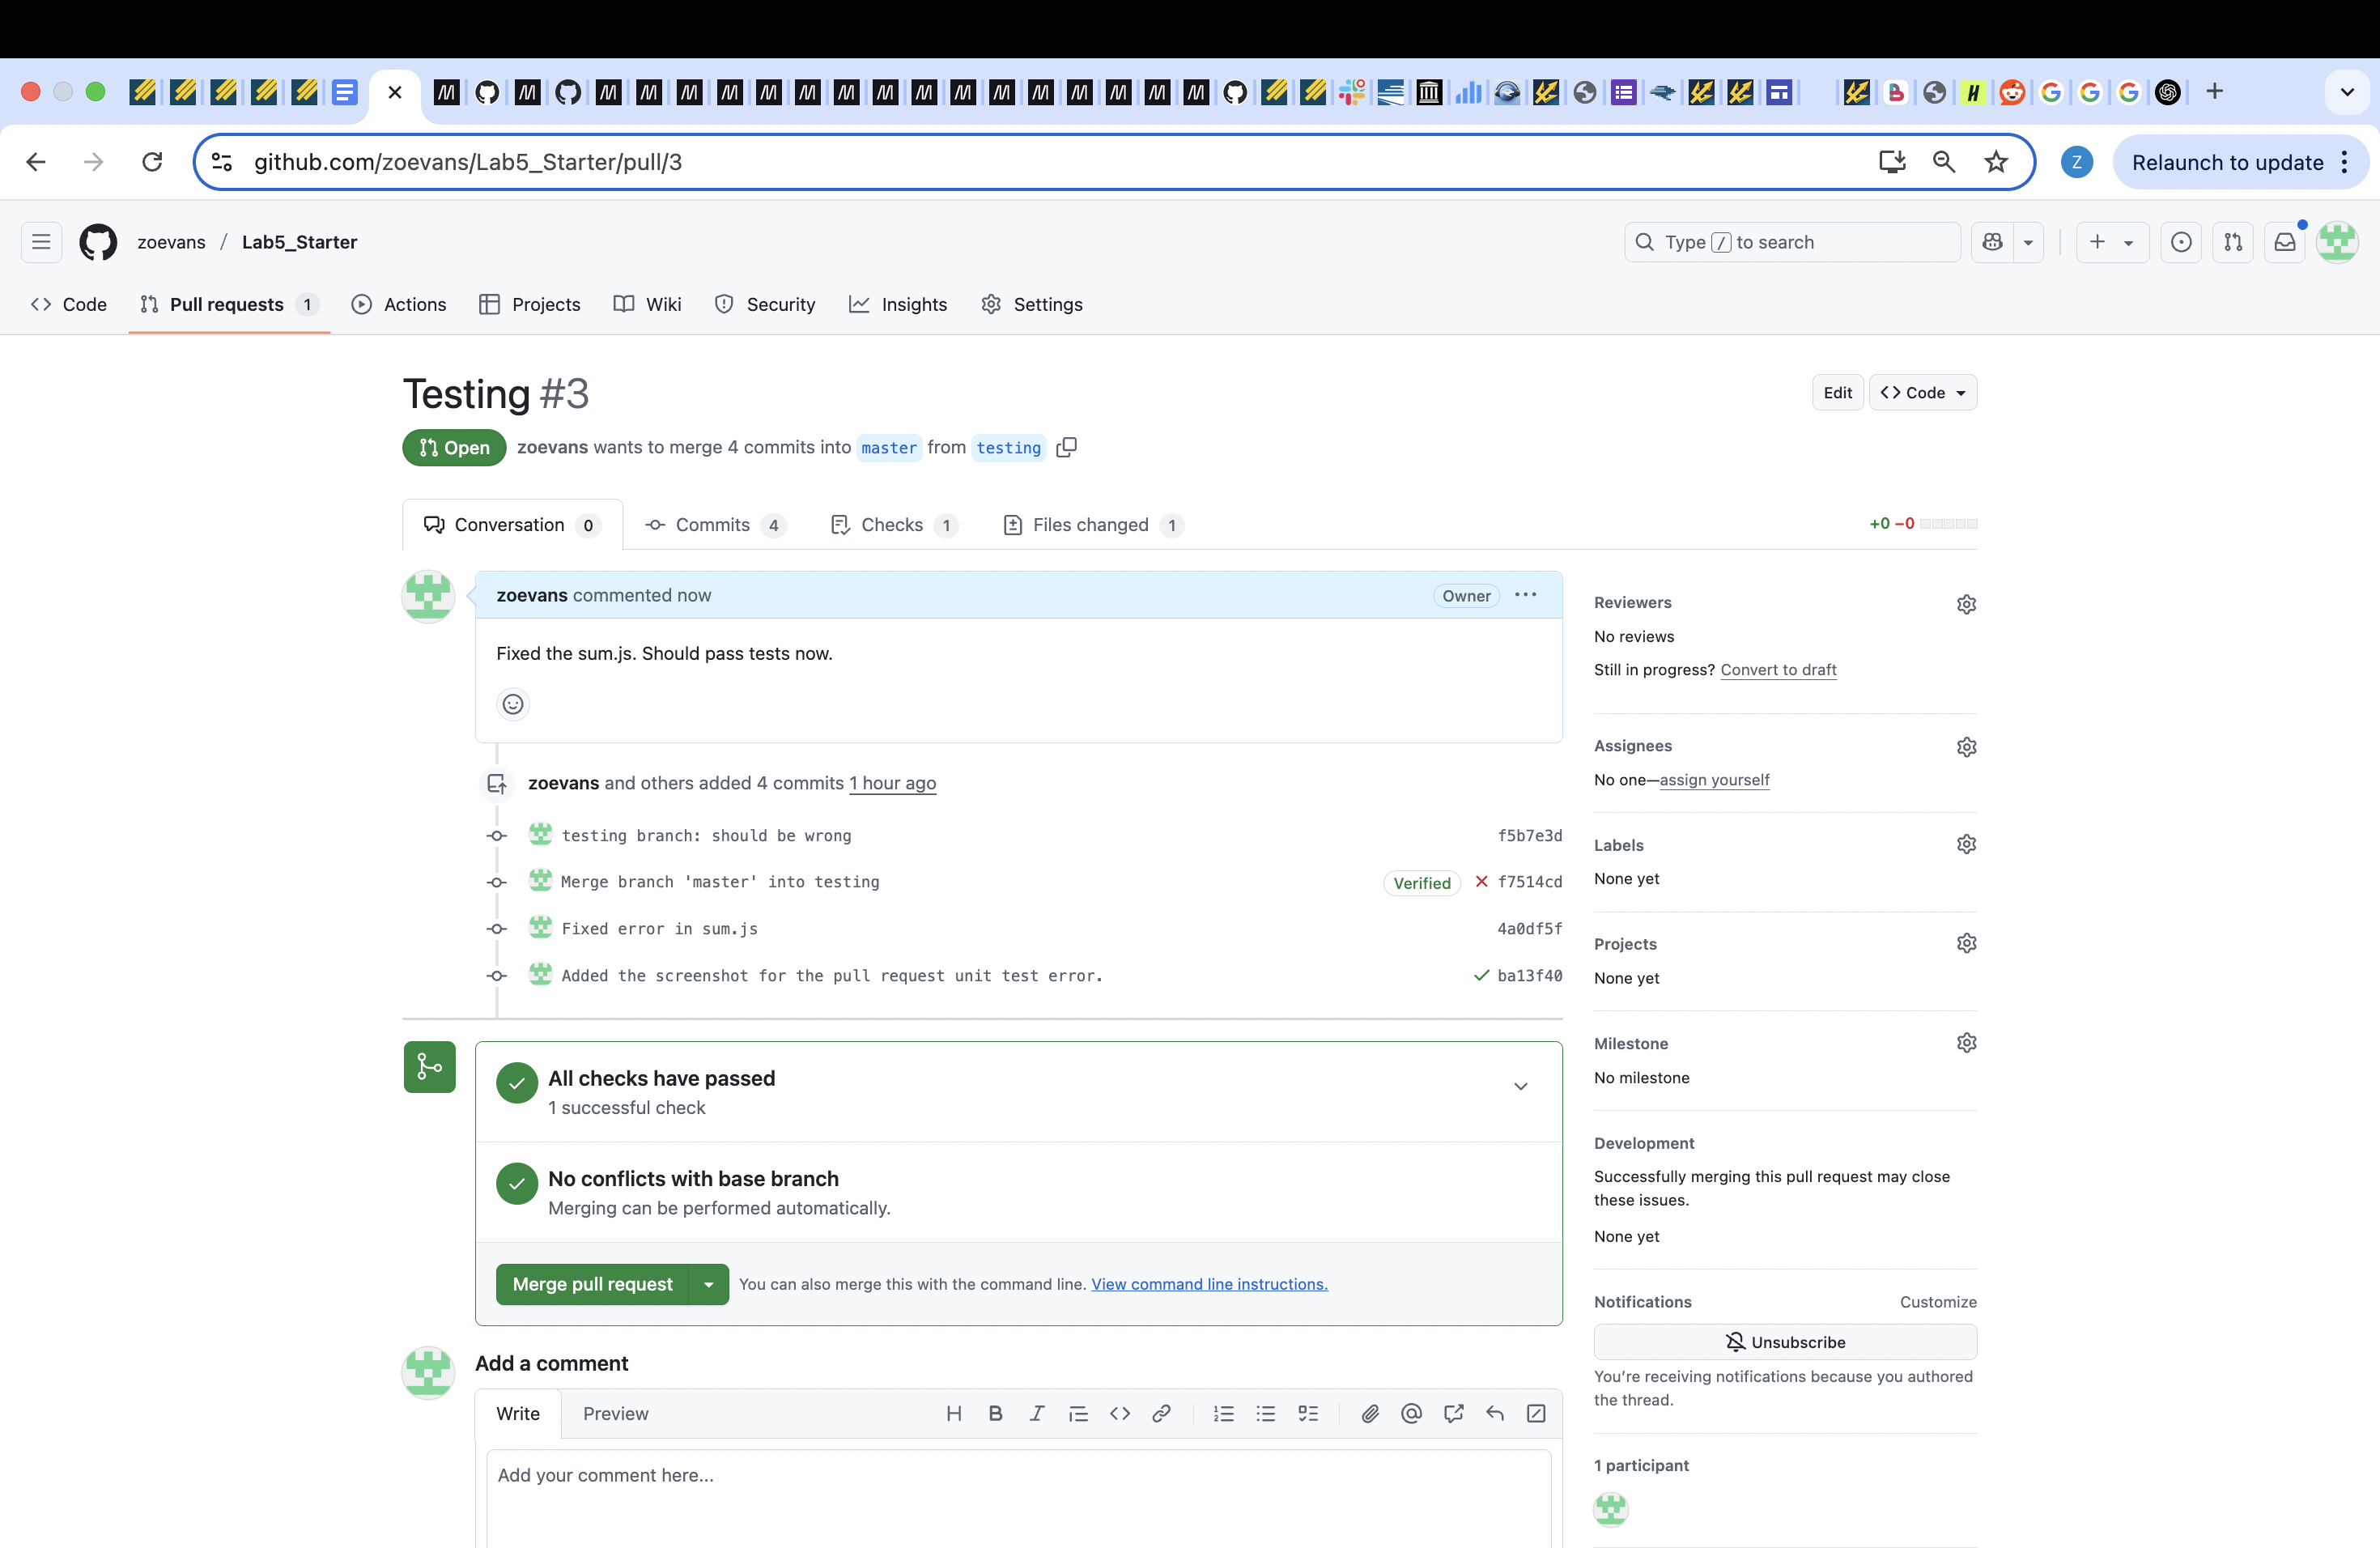 github.com/zoevans/Lab5_Starter/pull/3
Z
Relaunch to update
zoevans / Lab5_Starter
Type / to search
Code
Pull requests 1
Actions
Projects
Wiki
Security
Insights
Settings
Testing #3
Edit
Code
Open
zoevans wants to merge 4 commits into master from testing
Conversation 0
Commits 4
Checks 1
Files changed 1
+0 −0
zoevans commented now
Owner
Fixed the sum.js. Should pass tests now.
zoevans and others added 4 commits 1 hour ago
testing branch: should be wrong
f5b7e3d
Merge branch 'master' into testing
Verified
f7514cd
Fixed error in sum.js
4a0df5f
Added the screenshot for the pull request unit test error.
ba13f40
All checks have passed
1 successful check
No conflicts with base branch
Merging can be performed automatically.
Merge pull request
You can also merge this with the command line. View command line instructions.
Add a comment
Write
Preview
Add your comment here...
Reviewers
No reviews
Still in progress? Convert to draft
Assignees
No one—assign yourself
Labels
None yet
Projects
None yet
Milestone
No milestone
Development
Successfully merging this pull request may close
these issues.
None yet
Notifications
Customize
Unsubscribe
You're receiving notifications because you authored
the thread.
1 participant